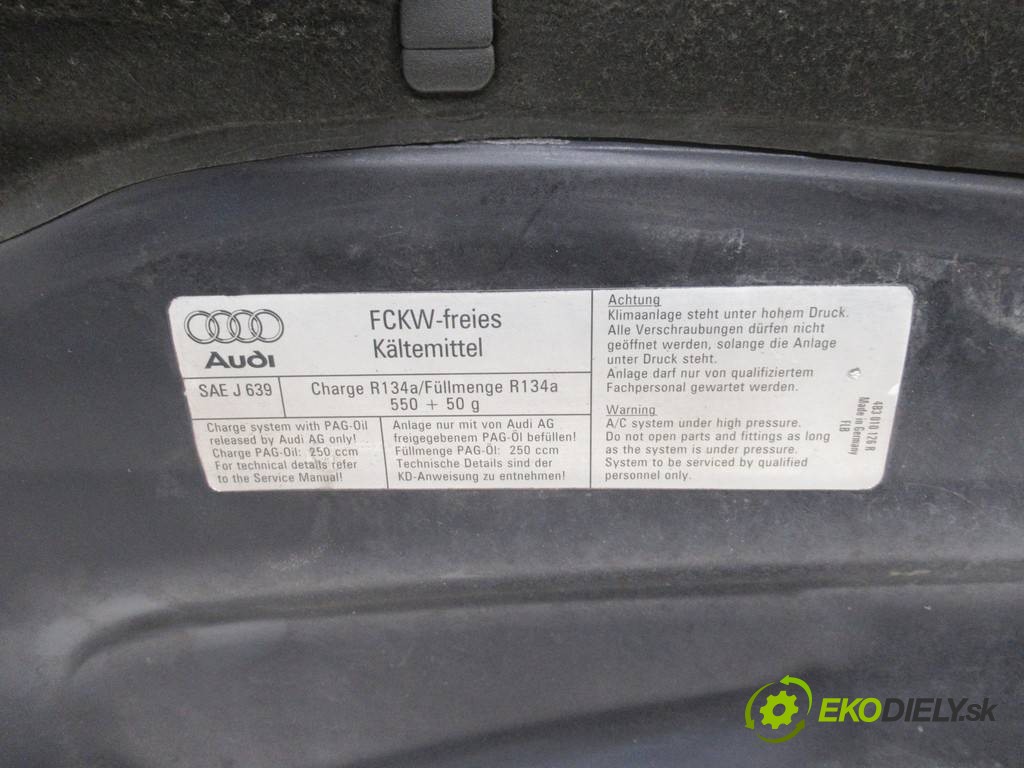 Audi
FCKW-freies
Kältemittel
SAE J 639
Charge R134a/Füllmenge R134a
550 + 50 g
Charge system with PAG-Oil
released by Audi AG only!
Charge PAG-Oil: 250 ccm
For technical details refer
to the Service Manual!
Anlage nur mit von Audi AG
freigegebenem PAG-Öl befüllen!
Füllmenge PAG-Öl: 250 ccm
Technische Details sind der
KD-Anweisung zu entnehmen!
Achtung
Klimaanlage steht unter hohem Druck.
Alle Verschraubungen dürfen nicht
geöffnet werden, solange die Anlage
unter Druck steht.
Anlage darf nur von qualifiziertem
Fachpersonal gewartet werden.
Warning
A/C system under high pressure.
Do not open parts and fittings as long
as the system is under pressure.
System to be serviced by qualified
personnel only.
4B3 010 126 R
Made in Germany
FLB
EKODIELY.sk